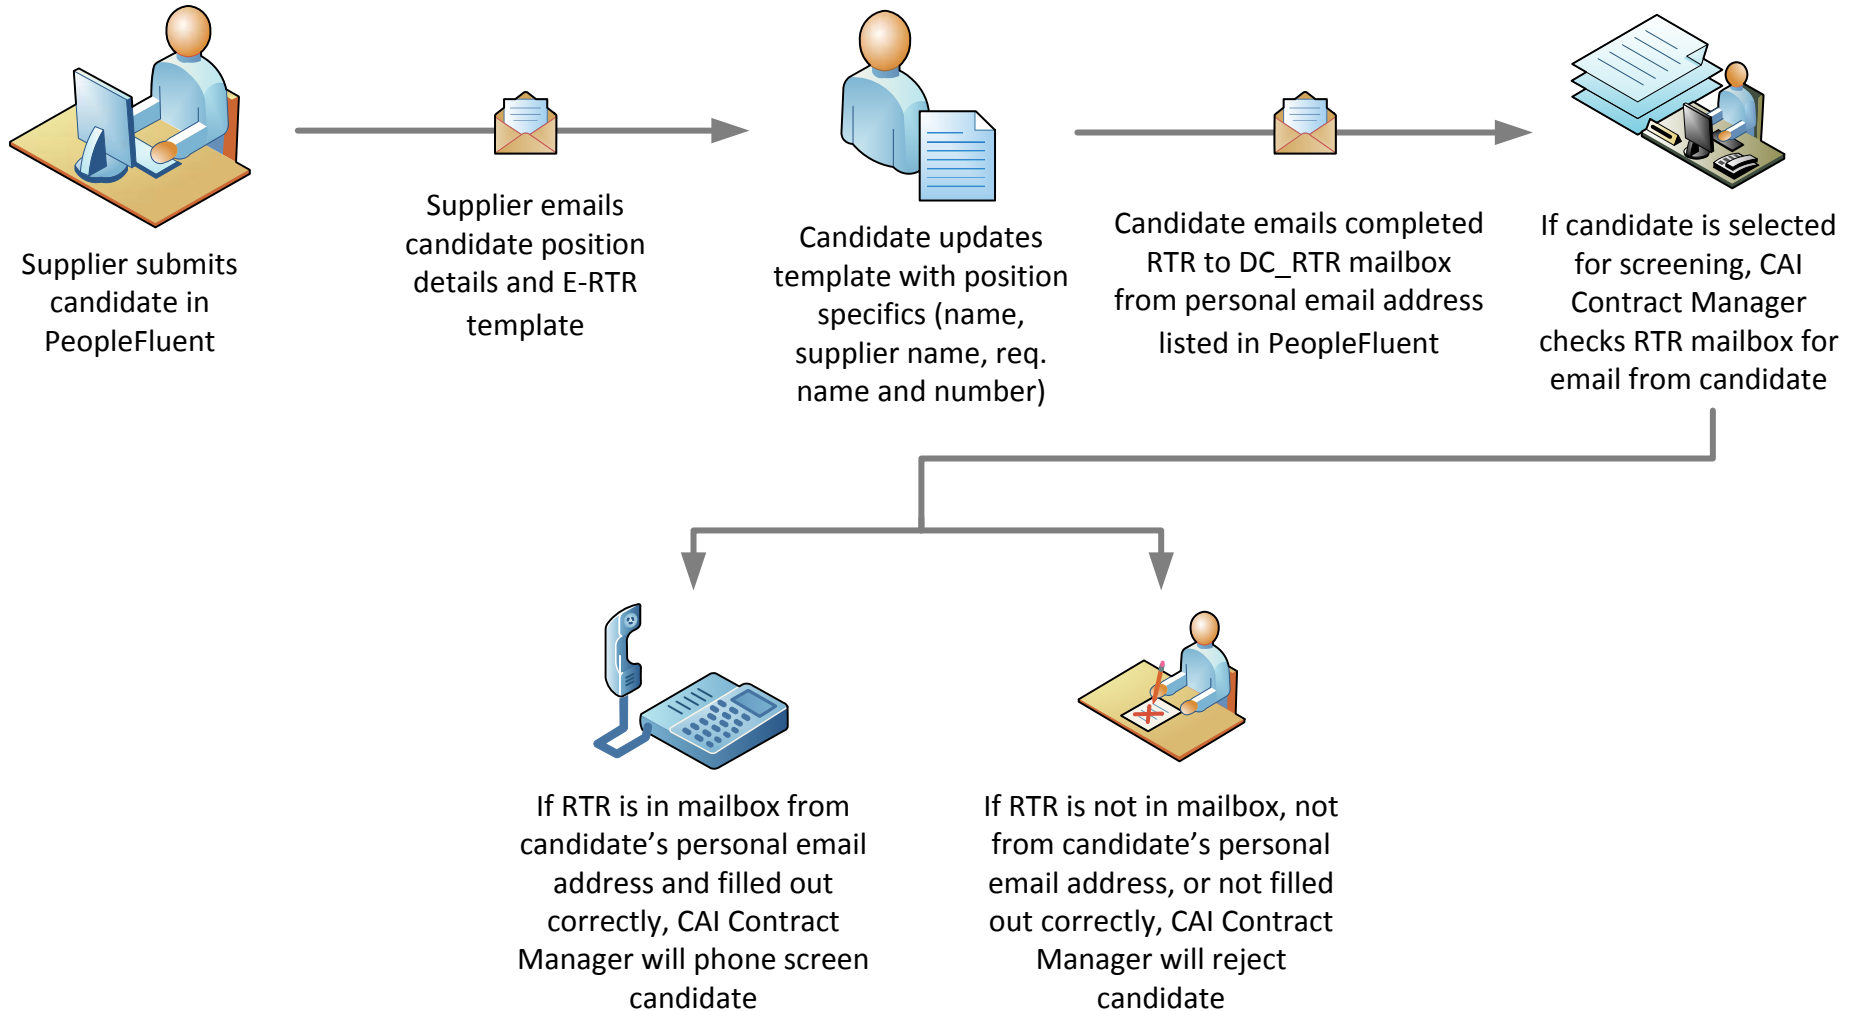 Supplier submits
candidate in
PeopleFluent
Supplier emails
candidate position
details and E-RTR
template
Candidate updates
template with position
specifics (name,
supplier name, req.
name and number)
Candidate emails completed
RTR to DC_RTR mailbox
from personal email address
listed in PeopleFluent
If candidate is selected
for screening, CAI
Contract Manager
checks RTR mailbox for
email from candidate
If RTR is in mailbox from
candidate’s personal email
address and filled out
correctly, CAI Contract
Manager will phone screen
candidate
If RTR is not in mailbox, not
from candidate’s personal
email address, or not filled
out correctly, CAI Contract
Manager will reject
candidate